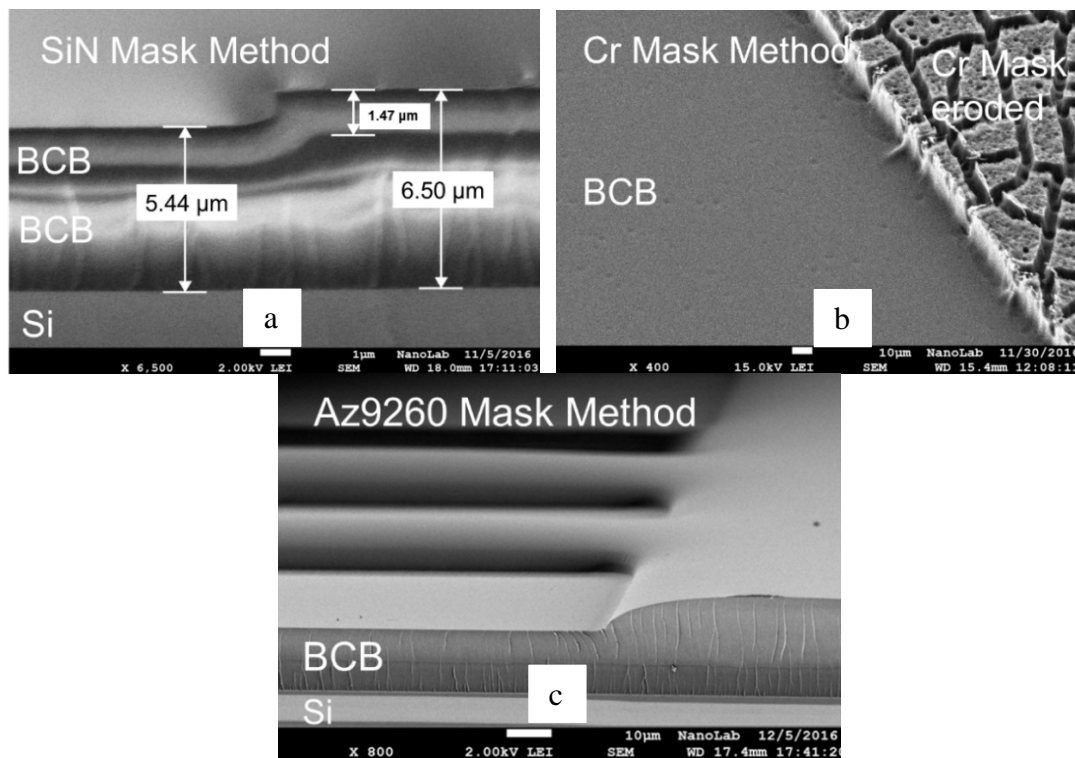 SiN Mask Method
1.47 µm
BCB
5.44 µm
6.50 µm
BCB
Si
a
1µm NanoLab 11/5/2016
X 6,500 2.00kV LEI SEM WD 18.0mm 17:11:03
Cr Mask Method
Cr Mask
eroded
BCB
b
10µm NanoLab 11/30/2016
X 400 15.0kV LEI SEM WD 15.4mm 12:08:11
Az9260 Mask Method
BCB
c
Si
10µm NanoLab 12/5/2016
X 800 2.00kV LEI SEM WD 17.4mm 17:41:20